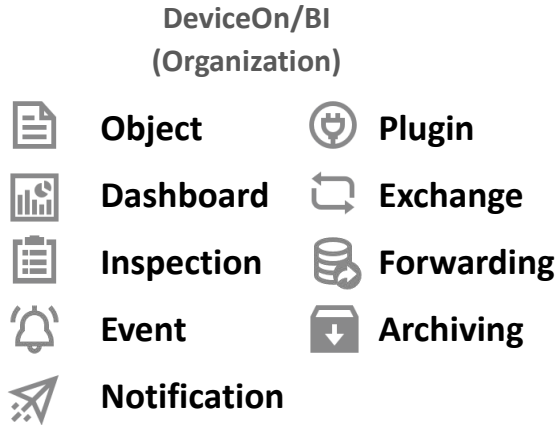 DeviceOn/BI
(Organization)
Object
Plugin
Dashboard
Exchange
Inspection
Forwarding
Event
Archiving
Notification